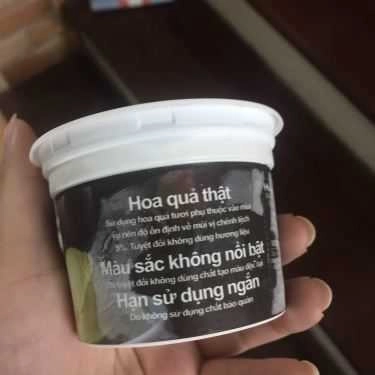 Hoa quả thật
Sử dụng hoa quả tươi phụ thuộc vào mùa
vụ nên độ ổn định về mùi vị chênh lệch
5%. Tuyệt đối không dùng hương liệu
Màu sắc không nổi bật
Do tuyệt đối không dùng chất tạo màu độc hại
Hạn sử dụng ngắn
Do không sử dụng chất bảo quản